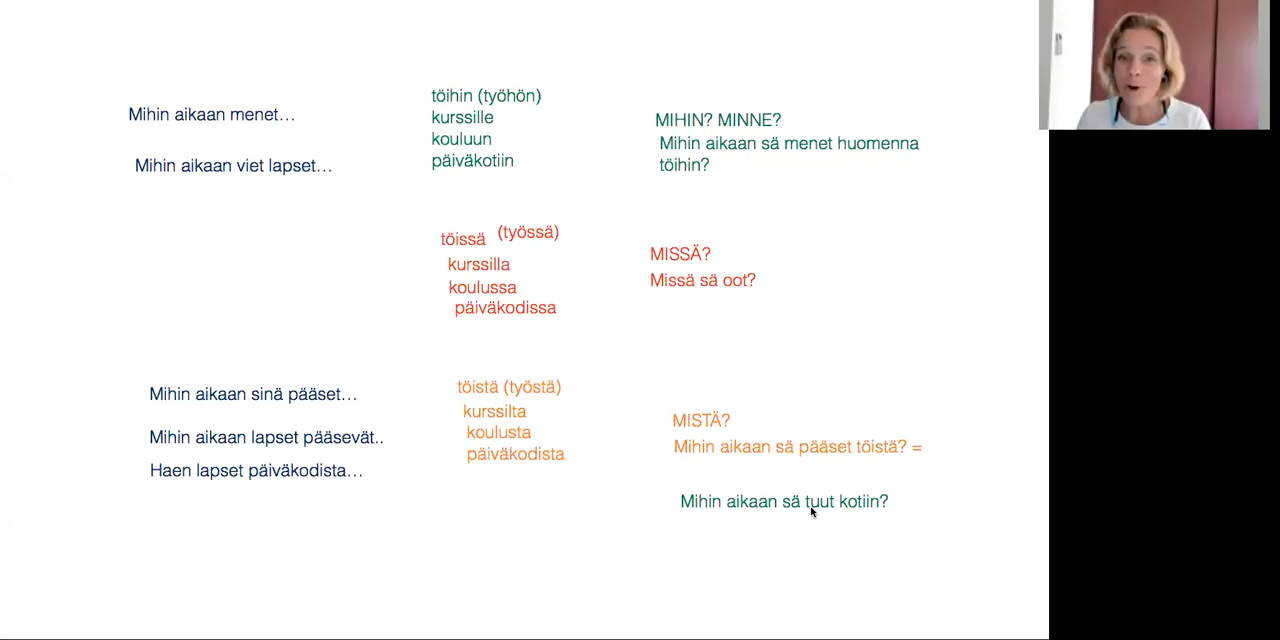 Mihin aikaan menet…
Mihin aikaan viet lapset…
töihin (työhön)
kurssille
kouluun
päiväkotiin
MIHIN? MINNE?
Mihin aikaan sä menet huomenna
töihin?
töissä (työssä)
kurssilla
koulussa
päiväkodissa
MISSÄ?
Missä sä oot?
Mihin aikaan sinä pääset…
Mihin aikaan lapset pääsevät..
Haen lapset päiväkodista…
töistä (työstä)
kurssilta
koulusta
päiväkodista
MISTÄ?
Mihin aikaan sä pääset töistä? =
Mihin aikaan sä tuut kotiin?